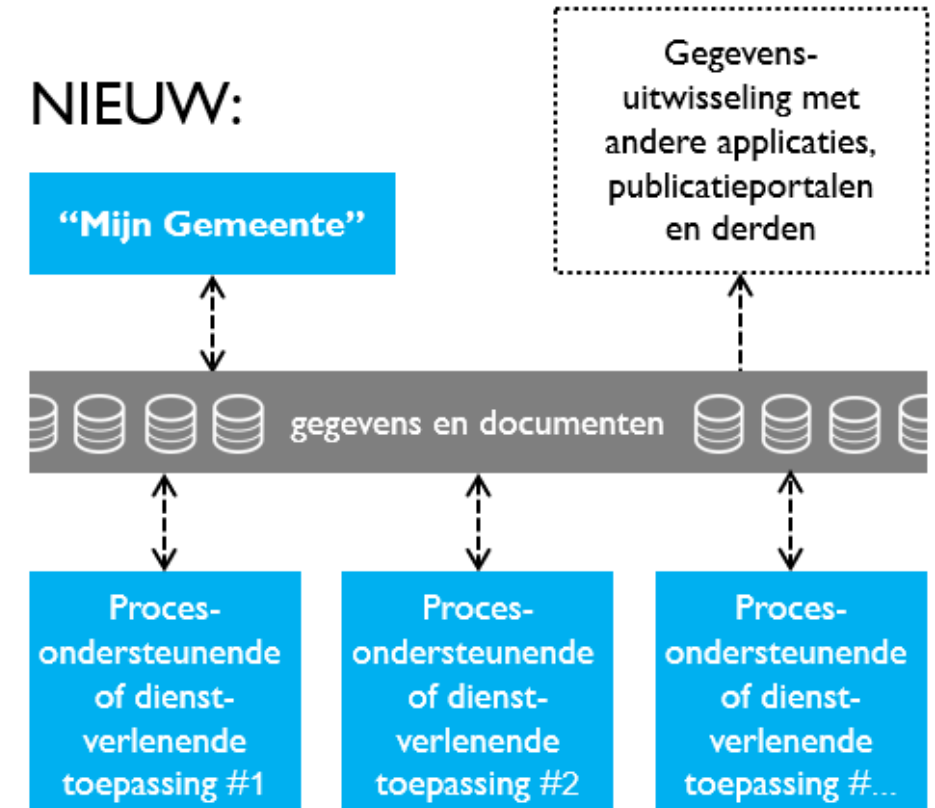 NIEUW:
“Mijn Gemeente”
Gegevens-
uitwisseling met
andere applicaties,
publicatieportalen
en derden
gegevens en documenten
Proces-
ondersteunende
of dienst-
verlenende
toepassing #1
Proces-
ondersteunende
of dienst-
verlenende
toepassing #2
Proces-
ondersteunende
of dienst-
verlenende
toepassing #...